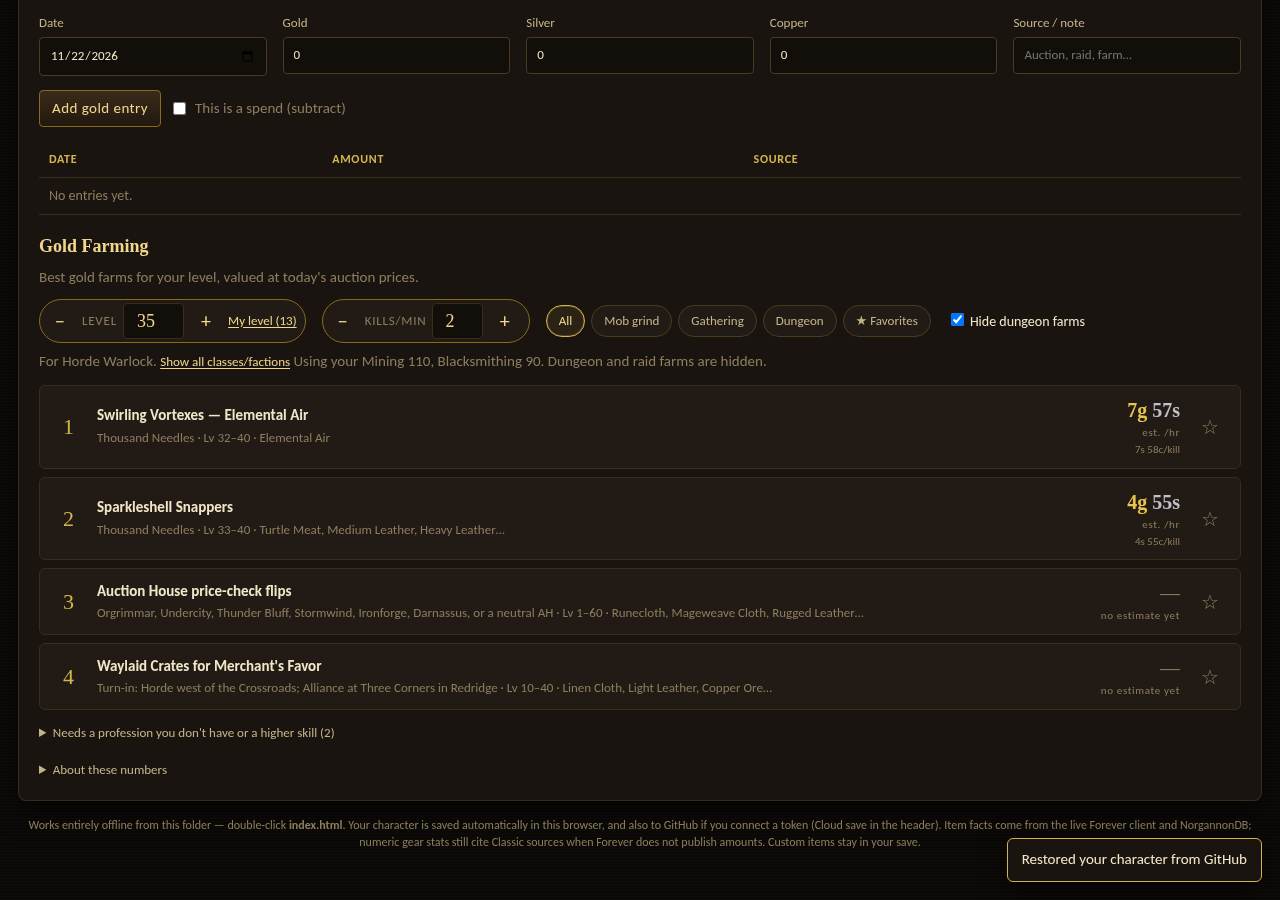 Date
Gold
Silver
Copper
Source / note
11/22/2026
0
0
0
Auction, raid, farm...
Add gold entry
This is a spend (subtract)
DATE
AMOUNT
SOURCE
No entries yet.
Gold Farming
Best gold farms for your level, valued at today's auction prices.
– LEVEL 35 + My level (13)
– KILLS/MIN 2 +
All
Mob grind
Gathering
Dungeon
★ Favorites
Hide dungeon farms
For Horde Warlock. Show all classes/factions Using your Mining 110, Blacksmithing 90. Dungeon and raid farms are hidden.
1
Swirling Vortexes — Elemental Air
Thousand Needles · Lv 32–40 · Elemental Air
7g 57s
est. /hr
7s 58c/kill
☆
2
Sparkleshell Snappers
Thousand Needles · Lv 33–40 · Turtle Meat, Medium Leather, Heavy Leather...
4g 55s
est. /hr
4s 55c/kill
☆
3
Auction House price-check flips
Orgrimmar, Undercity, Thunder Bluff, Stormwind, Ironforge, Darnassus, or a neutral AH · Lv 1–60 · Runecloth, Mageweave Cloth, Rugged Leather...
—
no estimate yet
☆
4
Waylaid Crates for Merchant's Favor
Turn-in: Horde west of the Crossroads; Alliance at Three Corners in Redridge · Lv 10–40 · Linen Cloth, Light Leather, Copper Ore...
—
no estimate yet
☆
Needs a profession you don't have or a higher skill (2)
About these numbers
Works entirely offline from this folder — double-click index.html. Your character is saved automatically in this browser, and also to GitHub if you connect a token (Cloud save in the header). Item facts come from the live Forever client and NorgannonDB;
numeric gear stats still cite Classic sources when Forever does not publish amounts. Custom items stay in your save.
Restored your character from GitHub